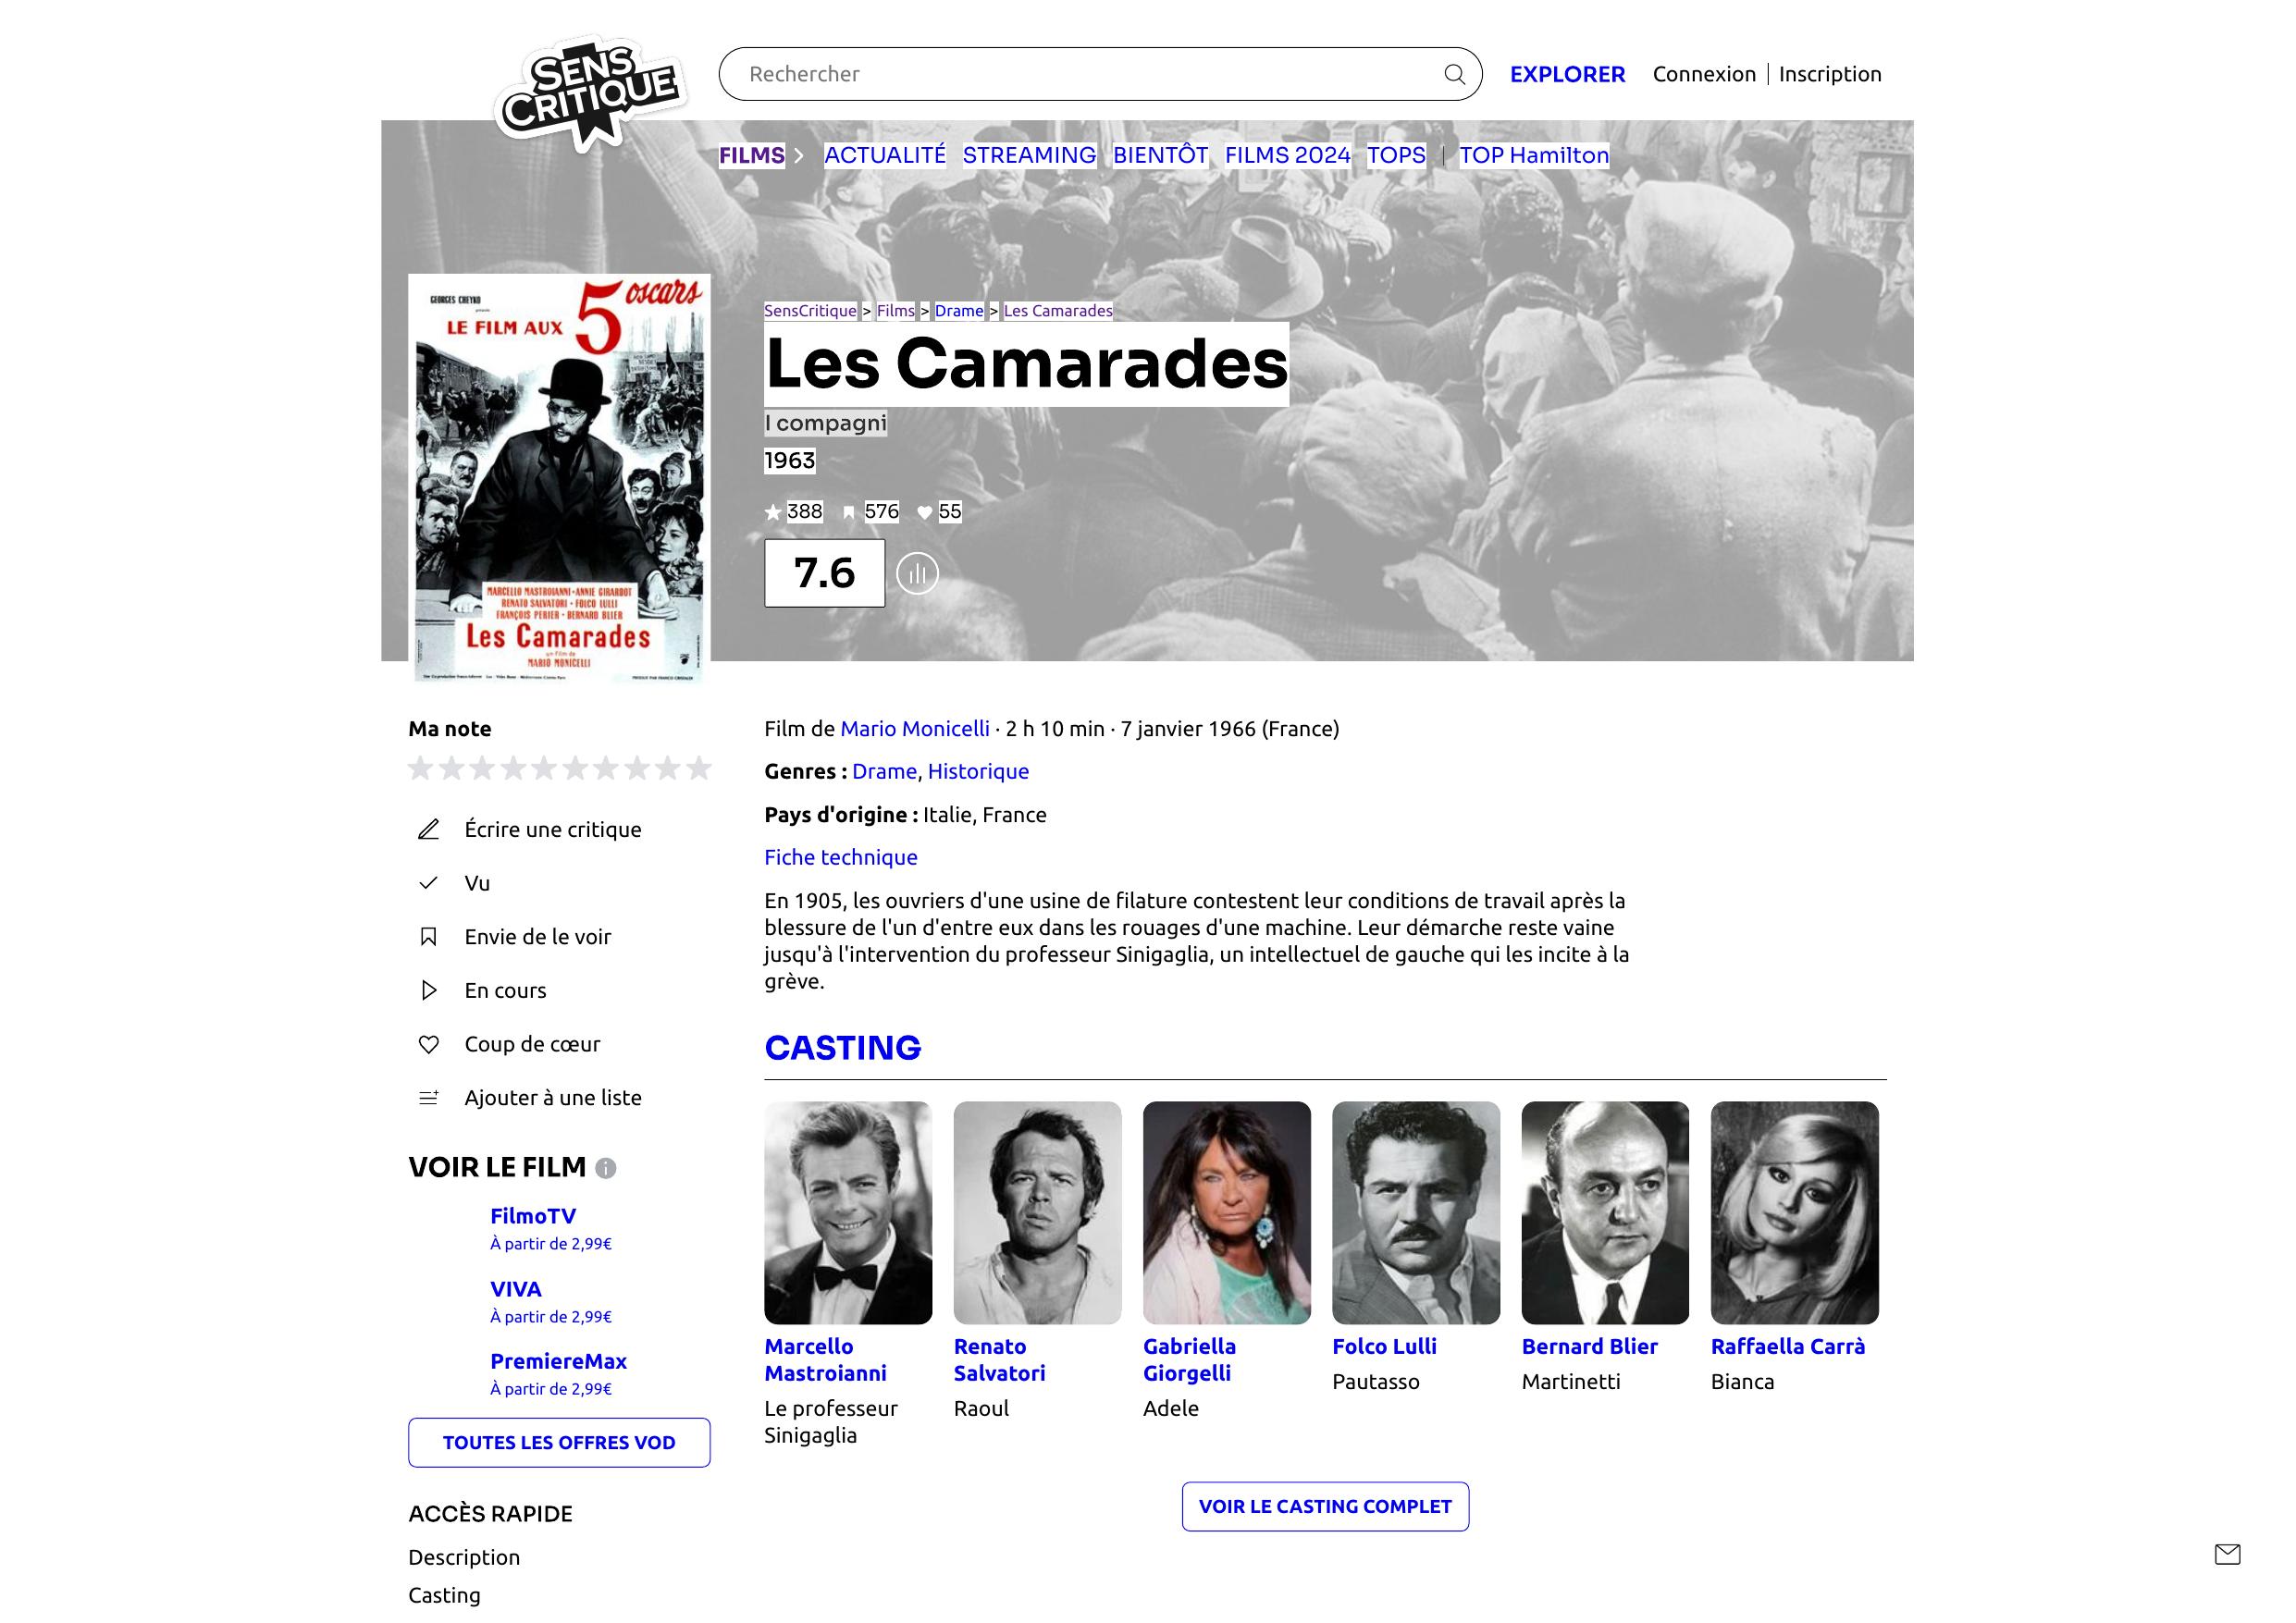 SENS
CRITIQUE
Rechercher
EXPLORER
Connexion
Inscription
FILMS
ACTUALITÉ
STREAMING
BIENTÔT
FILMS 2024
TOPS
TOP Hamilton
GEORGES CHEYKO
LE FILM AUX 5 oscars
MARCELLO MASTROIANNI - ANNIE GIRARDOT
RENATO SALVATORI - FOLCO LULLI
FRANÇOIS PERIER - BERNARD BLIER
Les Camarades
un film de
MARIO MONICELLI
SensCritique > Films > Drame > Les Camarades
Les Camarades
I compagni
1963
388 576 55
7.6
Ma note
Écrire une critique
Vu
Envie de le voir
En cours
Coup de cœur
Ajouter à une liste
VOIR LE FILM
FilmoTV
À partir de 2,99€
VIVA
À partir de 2,99€
PremiereMax
À partir de 2,99€
TOUTES LES OFFRES VOD
ACCÈS RAPIDE
Description
Casting
Film de Mario Monicelli · 2 h 10 min · 7 janvier 1966 (France)
Genres : Drame, Historique
Pays d'origine : Italie, France
Fiche technique
En 1905, les ouvriers d'une usine de filature contestent leur conditions de travail après la
blessure de l'un d'entre eux dans les rouages d'une machine. Leur démarche reste vaine
jusqu'à l'intervention du professeur Sinigaglia, un intellectuel de gauche qui les incite à la
grève.
CASTING
Marcello
Mastroianni
Le professeur
Sinigaglia
Renato
Salvatori
Raoul
Gabriella
Giorgelli
Adele
Folco Lulli
Pautasso
Bernard Blier
Martinetti
Raffaella Carrà
Bianca
VOIR LE CASTING COMPLET